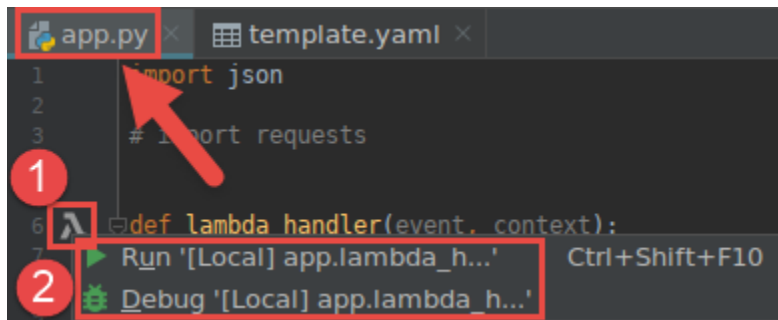 app.py template.yaml
1 import json
2
3 # import requests
1
6 def lambda_handler(event, context):
7 Run '[Local] app.lambda_h...' Ctrl+Shift+F10
2 Debug '[Local] app.lambda_h...'